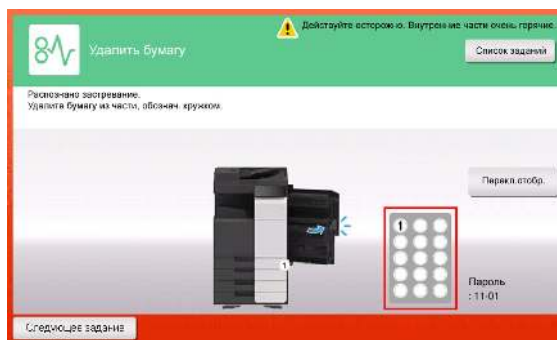 Действуйте осторожно. Внутренние части очень горячие.
Удалить бумагу
Список заданий
Распознано застревание.
Удалите бумагу из части, обознач. кружком.
Перекл.отобр.
1
1
Пароль
: 11-01
Следующее задание